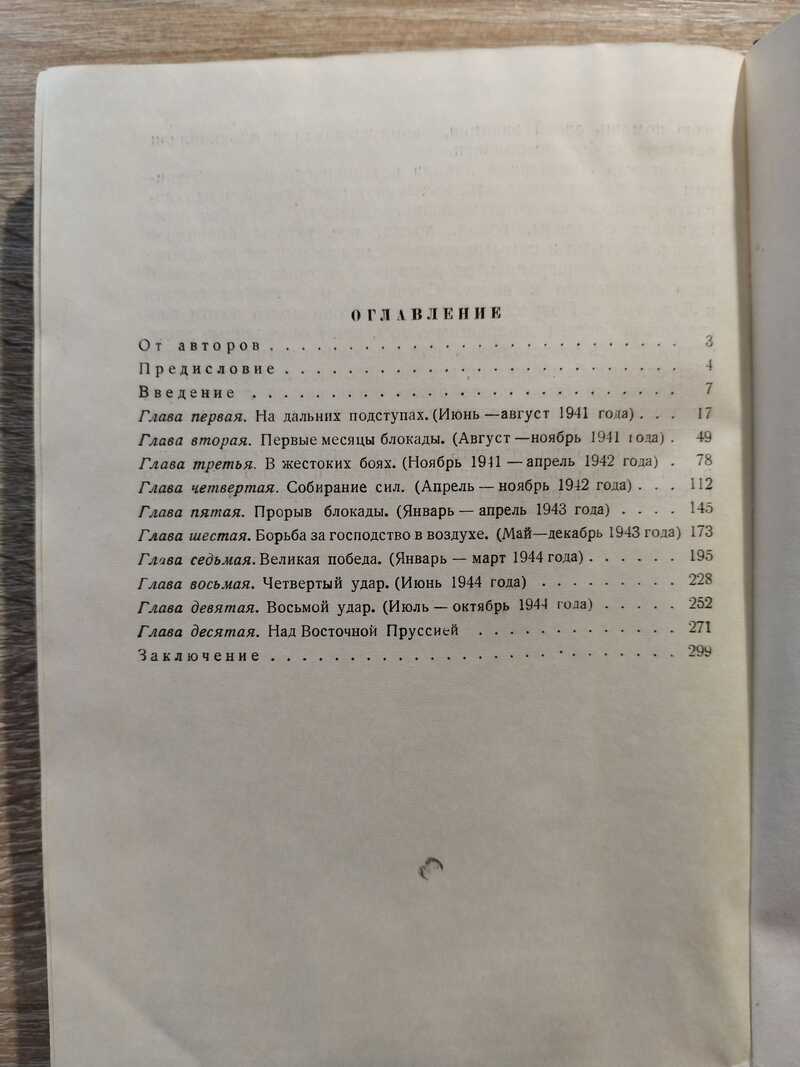 ОГЛАВЛЕНИЕ
От авторов . . . . . . . . . . . . . . . . . . . . . . . . 3
Предисловие . . . . . . . . . . . . . . . . . . . . . . . 4
Введение . . . . . . . . . . . . . . . . . . . . . . . . 7
Глава первая. На дальних подступах. (Июнь — август 1941 года) . . . 17
Глава вторая. Первые месяцы блокады. (Август — ноябрь 1941 года) . 49
Глава третья. В жестоких боях. (Ноябрь 1941 — апрель 1942 года) . 78
Глава четвертая. Собирание сил. (Апрель — ноябрь 1942 года) . . . 112
Глава пятая. Прорыв блокады. (Январь — апрель 1943 года) . . . . 145
Глава шестая. Борьба за господство в воздухе. (Май—декабрь 1943 года) 173
Глава седьмая. Великая победа. (Январь — март 1944 года) . . . . . . 195
Глава восьмая. Четвертый удар. (Июнь 1944 года) . . . . . . . . . 228
Глава девятая. Восьмой удар. (Июль — октябрь 1944 года) . . . . . 252
Глава десятая. Над Восточной Пруссией . . . . . . . . . . . . . 271
Заключение . . . . . . . . . . . . . . . . . . . . . . . . 299